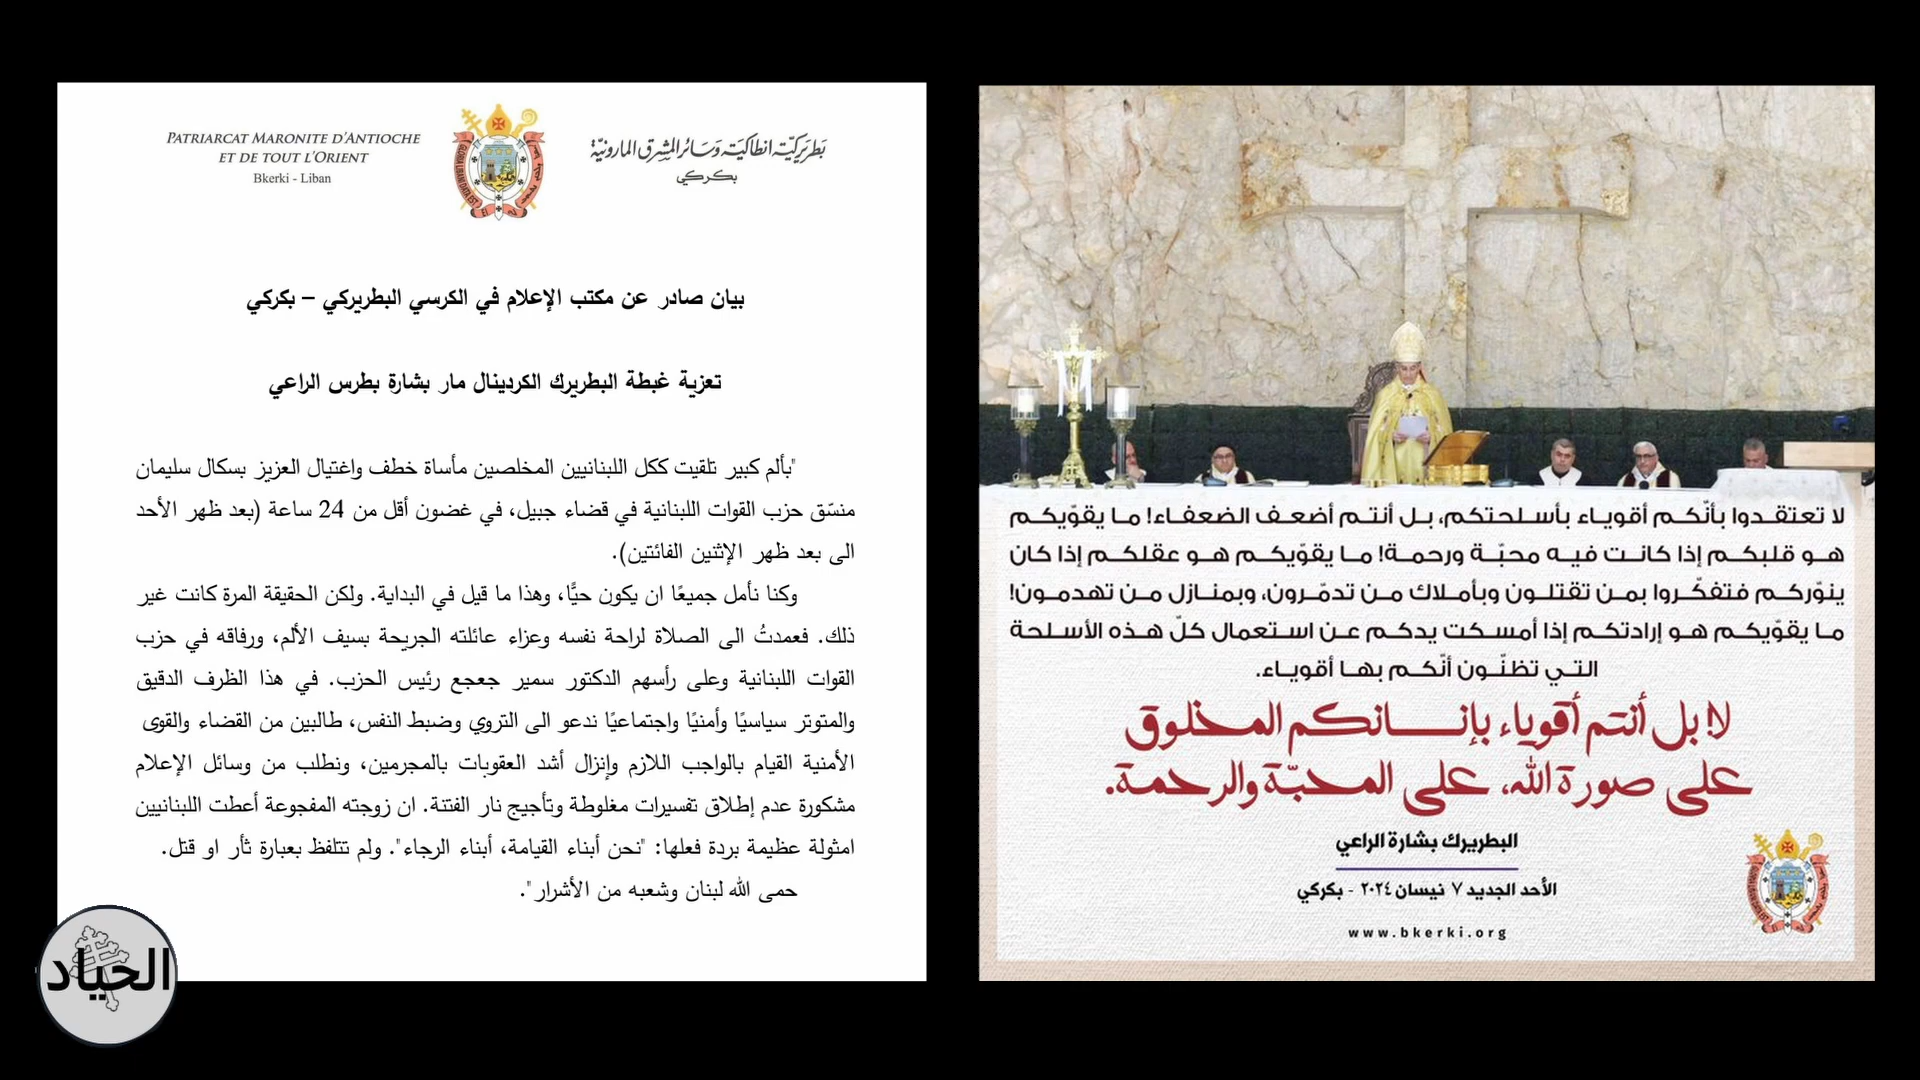 PATRIARCAT MARONITE D'ANTIOCHE
ET DE TOUT L'ORIENT
Bkerki - Liban
بَطريَركيّة انطاكيَة وَسَائر المشرق المارونيّة
بكركي
بيان صادر عن مكتب الإعلام في الكرسي البطريركي – بكركي
تعزية غبطة البطريرك الكردينال مار بشارة بطرس الراعي
"بألم كبير تلقيت ككل اللبنانيين المخلصين مأساة خطف واغتيال العزيز بسكال سليمان
منسّق حزب القوات اللبنانية في قضاء جبيل، في غضون أقل من 24 ساعة (بعد ظهر الأحد
الى بعد ظهر الإثنين الفائتين).
وكنا نأمل جميعًا ان يكون حيًّا، وهذا ما قيل في البداية. ولكن الحقيقة المرة كانت غير
ذلك. فعمدتُ الى الصلاة لراحة نفسه وعزاء عائلته الجريحة بسيف الألم، ورفاقه في حزب
القوات اللبنانية وعلى رأسهم الدكتور سمير جعجع رئيس الحزب. في هذا الظرف الدقيق
والمتوتر سياسيًا وأمنيًا واجتماعيًا ندعو الى التروي وضبط النفس، طالبين من القضاء والقوى
الأمنية القيام بالواجب اللازم وإنزال أشد العقوبات بالمجرمين، ونطلب من وسائل الإعلام
مشكورة عدم إطلاق تفسيرات مغلوطة وتأجيج نار الفتنة. ان زوجته المفجوعة أعطت اللبنانيين
امثولة عظيمة بردة فعلها: "نحن أبناء القيامة، أبناء الرجاء". ولم تتلفظ بعبارة ثأر او قتل.
حمى الله لبنان وشعبه من الأشرار".
الحياد
لا تعتقدوا بأنّكم أقوياء بأسلحتكم، بل أنتم أضعف الضعفاء! ما يقوّيكم
هو قلبكم إذا كانت فيه محبّة ورحمة! ما يقوّيكم هو عقلكم إذا كان
ينوّركم فتفكّروا بمن تقتلون وبأملاك من تدمّرون، وبمنازل من تهدمون!
ما يقوّيكم هو إرادتكم إذا أمسكت يدكم عن استعمال كلّ هذه الأسلحة
التي تظنّون أنّكم بها أقوياء.
لا! بل أنتم أقوياء بإنسانكم المخلوق
على صورة الله، على المحبّة والرحمة.
البطريرك بشارة الراعي
الأحد الجديد ٧ نيسان ٢٠٢٤ - بكركي
www.bkerki.org